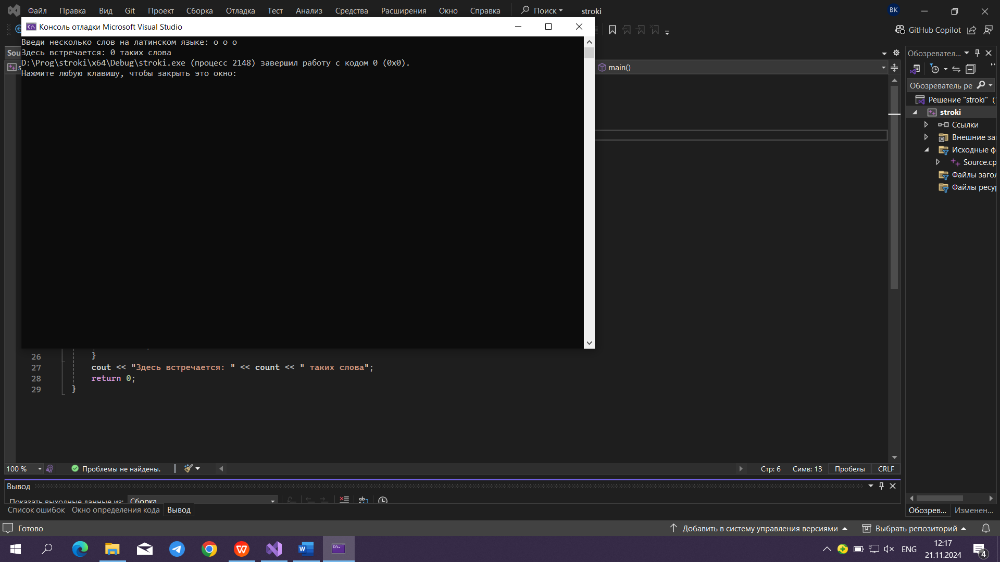 Файл Правка Вид Git Проект Сборка Отладка Тест Анализ Средства Расширения Окно Справка Поиск stroki ВК
Консоль отладки Microsoft Visual Studio
GitHub Copilot
Введи несколько слов на латинском языке: o o o
Здесь встречается: 0 таких слова
D:\Prog\stroki\x64\Debug\stroki.exe (процесс 2148) завершил работу с кодом 0 (0x0).
Нажмите любую клавишу, чтобы закрыть это окно:
Sou
s
main()
Обозревател...
Обозреватель ре
Решение "stroki" (
stroki
Ссылки
Внешние за
Исходные ф
Source.cp
Файлы загол
Файлы ресур
26 }
27 cout << "Здесь встречается: " << count << " таких слова";
28 return 0;
29 }
100 % Проблемы не найдены. Стр: 6 Симв: 13 Пробелы CRLF
Вывод
Показать выходные данные из: Сборка
Список ошибок Окно определения кода Вывод
Обозрев... Изменен...
Готово Добавить в систему управления версиями Выбрать репозиторий
ENG
12:17
21.11.2024
4